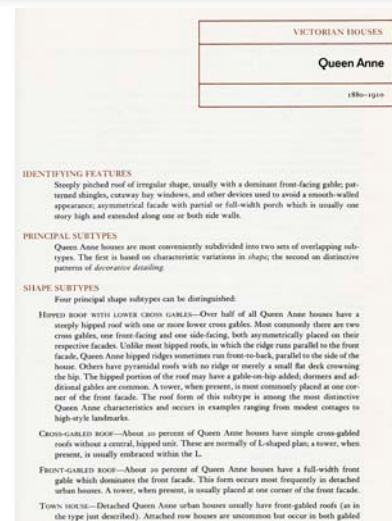 VICTORIAN HOUSES
Queen Anne
1880–1910
IDENTIFYING FEATURES
Steeply pitched roof of irregular shape, usually with a dominant front-facing gable; pat-
terned shingles, cutaway bay windows, and other devices used to avoid a smooth-walled
appearance; asymmetrical facade with partial or full-width porch which is usually one
story high and extended along one or both side walls.
PRINCIPAL SUBTYPES
Queen Anne houses are most conveniently subdivided into two sets of overlapping sub-
types. The first is based on characteristic variations in shape; the second on distinctive
patterns of decorative detailing.
SHAPE SUBTYPES
Four principal shape subtypes can be distinguished:
HIPPED ROOF WITH LOWER CROSS GABLES—Over half of all Queen Anne houses have a
steeply hipped roof with one or more lower cross gables. Most commonly there are two
cross gables, one front-facing and one side-facing, both asymmetrically placed on their
respective facades. Unlike most hipped roofs, in which the ridge runs parallel to the front
facade, Queen Anne hipped ridges sometimes run front-to-back, parallel to the side of the
house. Others have pyramidal roofs with no ridge or merely a small flat deck crowning
the hip. The hipped portion of the roof may have a gable-on-hip added; dormers and ad-
ditional gables are common. A tower, when present, is most commonly placed at one cor-
ner of the front facade. The roof form of this subtype is among the most distinctive
Queen Anne characteristics and occurs in examples ranging from modest cottages to
high-style landmarks.
CROSS-GABLED ROOF—About 20 percent of Queen Anne houses have simple cross-gabled
roofs without a central, hipped unit. These are normally of L-shaped plan; a tower, when
present, is usually embraced within the L.
FRONT-GABLED ROOF—About 20 percent of Queen Anne houses have a full-width front
gable which dominates the front facade. This form occurs most frequently in detached
urban houses. A tower, when present, is usually placed at one corner of the front facade.
TOWN HOUSE—Detached Queen Anne urban houses usually have front-gabled roofs (as in
the type just described). Attached row houses are uncommon but occur in both gabled